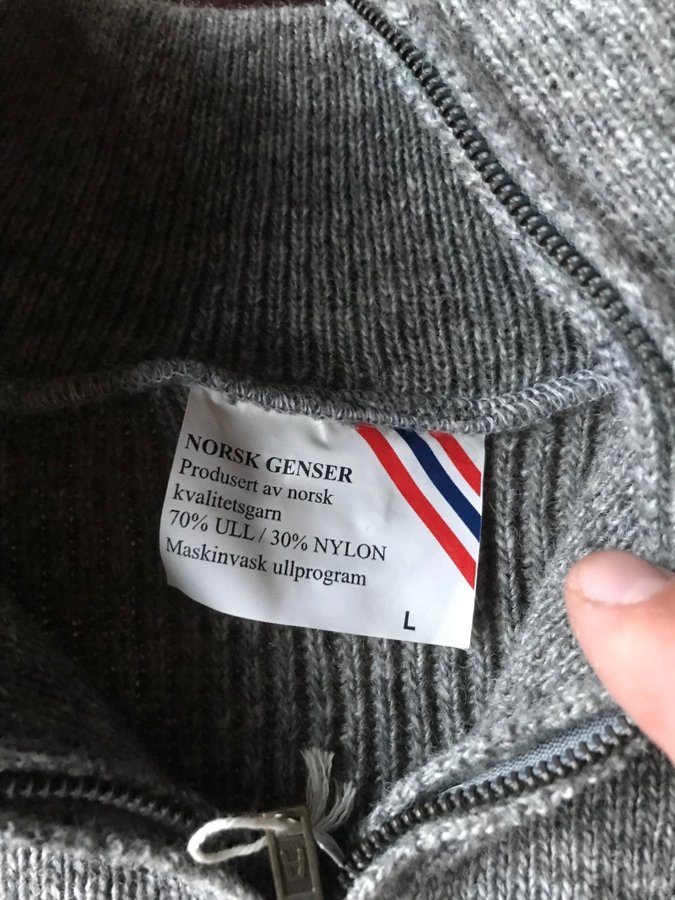 NORSK GENSER
Produsert av norsk
kvalitetsgarn
70% ULL / 30% NYLON
Maskinvask ullprogram
L